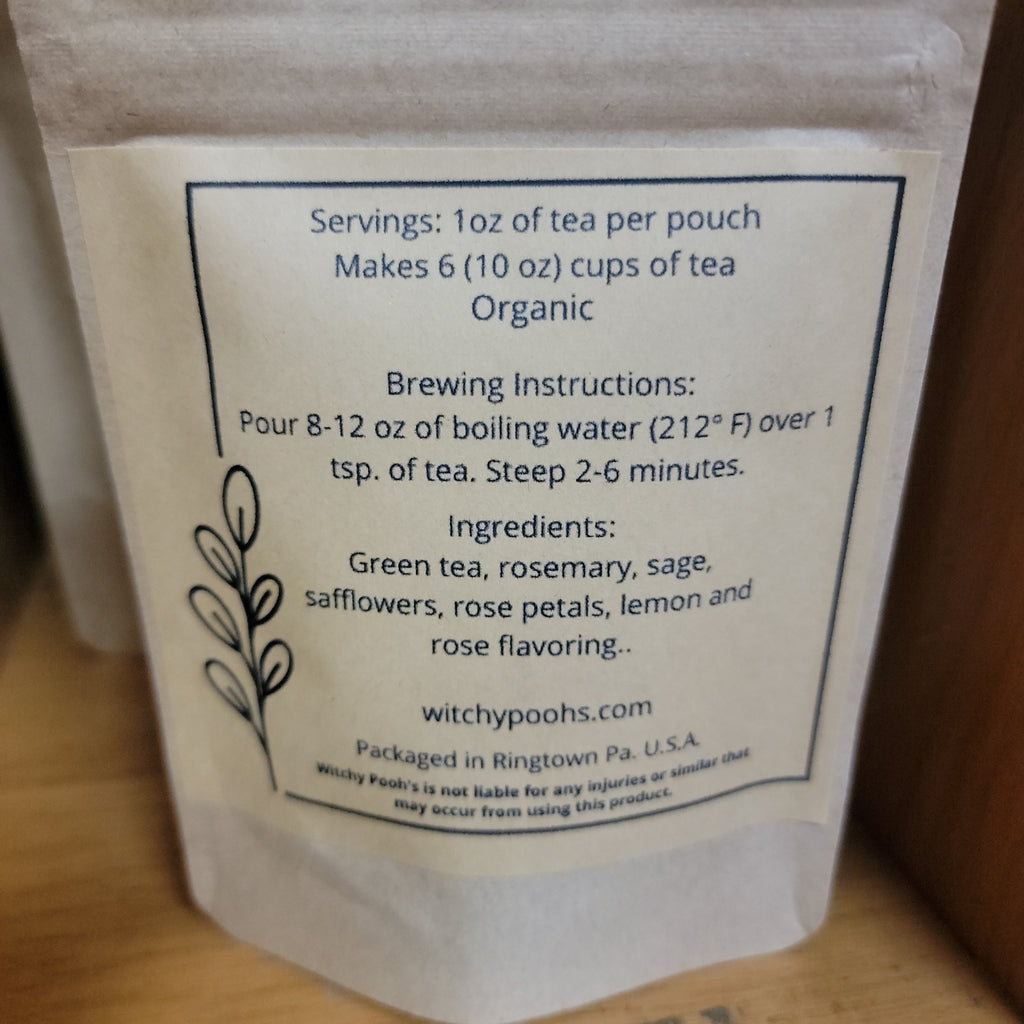 Servings: 1oz of tea per pouch
Makes 6 (10 oz) cups of tea
Organic
Brewing Instructions:
Pour 8-12 oz of boiling water (212° F) over 1
tsp. of tea. Steep 2-6 minutes.
Ingredients:
Green tea, rosemary, sage,
safflowers, rose petals, lemon and
rose flavoring..
witchypoohs.com
Packaged in Ringtown Pa. U.S.A.
Witchy Pooh's is not liable for any injuries or similar that
may occur from using this product.